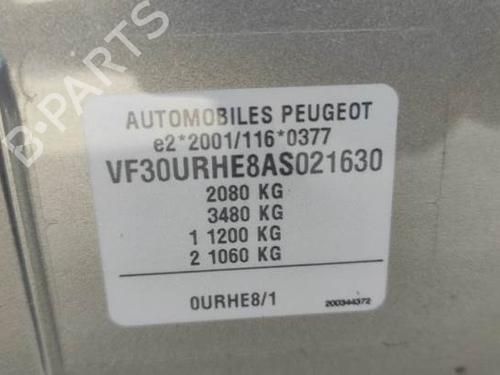 AUTOMOBILES PEUGEOT
e2*2001/116*0377
VF30URHE8AS021630
2080 KG
3480 KG
1 1200 KG
2 1060 KG
0URHE8/1
200344372